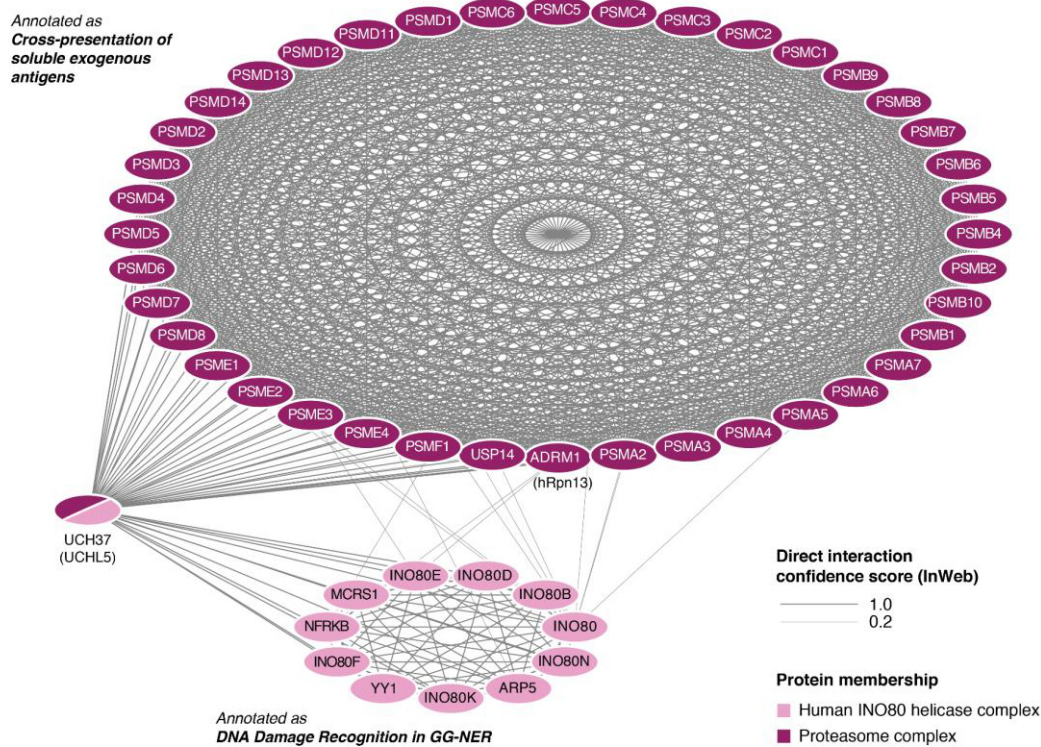 Annotated as
Cross-presentation of
soluble exogenous
antigens
PSMD1
PSMC6
PSMC5
PSMC4
PSMC3
PSMC2
PSMC1
PSMB9
PSMB8
PSMB7
PSMB6
PSMB5
PSMB4
PSMB2
PSMB10
PSMB1
PSMA7
PSMA6
PSMA5
PSMA4
PSMA3
PSMA2
ADRM1
(hRpn13)
USP14
PSMF1
PSME4
PSME3
PSME2
PSME1
PSMD8
PSMD7
PSMD6
PSMD5
PSMD4
PSMD3
PSMD2
PSMD14
PSMD13
PSMD12
PSMD11
UCH37
(UCHL5)
INO80E
INO80D
INO80B
INO80
INO80N
ARP5
INO80K
YY1
INO80F
NFRKB
MCRS1
Annotated as
DNA Damage Recognition in GG-NER
Direct interaction
confidence score (InWeb)
1.0
0.2
Protein membership
Human INO80 helicase complex
Proteasome complex